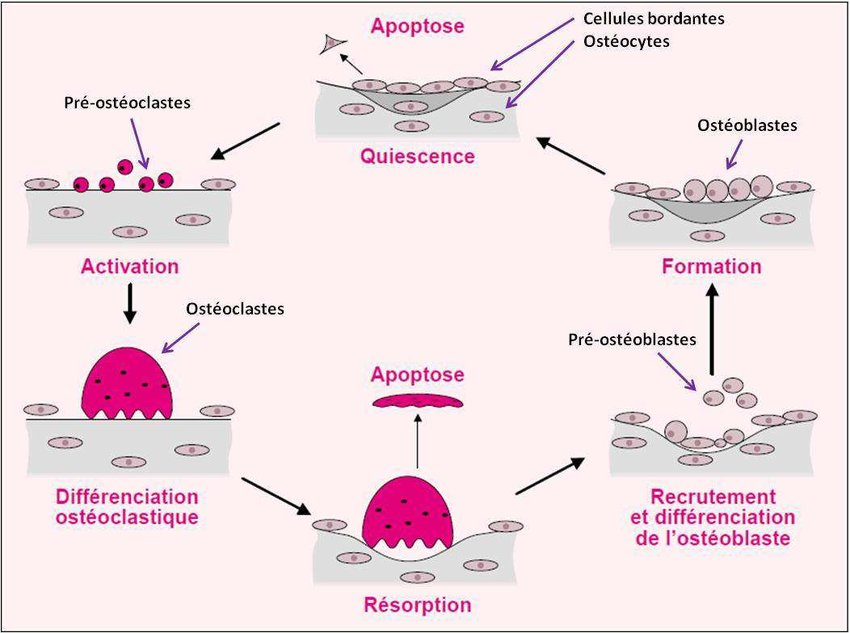 Apoptose
Cellules bordantes
Ostéocytes
Pré-ostéoclastes
Ostéoblastes
Quiescence
Activation
Formation
Ostéoclastes
Pré-ostéoblastes
Apoptose
Différenciation
ostéoclastique
Recrutement
et différenciation
de l'ostéoblaste
Résorption